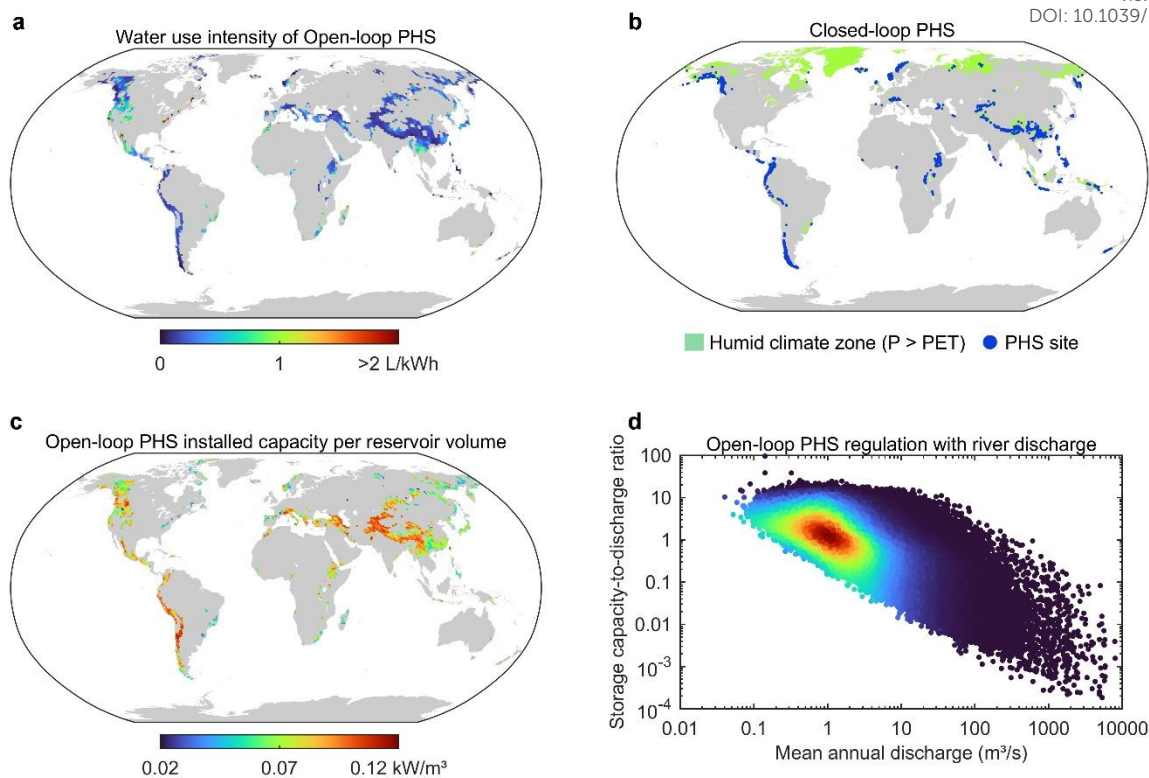 DOI: 10.1039/
a
Water use intensity of Open-loop PHS
0 1 >2 L/kWh
b
Closed-loop PHS
Humid climate zone (P > PET) PHS site
c
Open-loop PHS installed capacity per reservoir volume
0.02 0.07 0.12 kW/m³
d
Open-loop PHS regulation with river discharge
Storage capacity-to-discharge ratio
100
10
1
0.1
0.01
10⁻³
10⁻⁴
0.01 0.1 1 10 100 1000 10000
Mean annual discharge (m³/s)